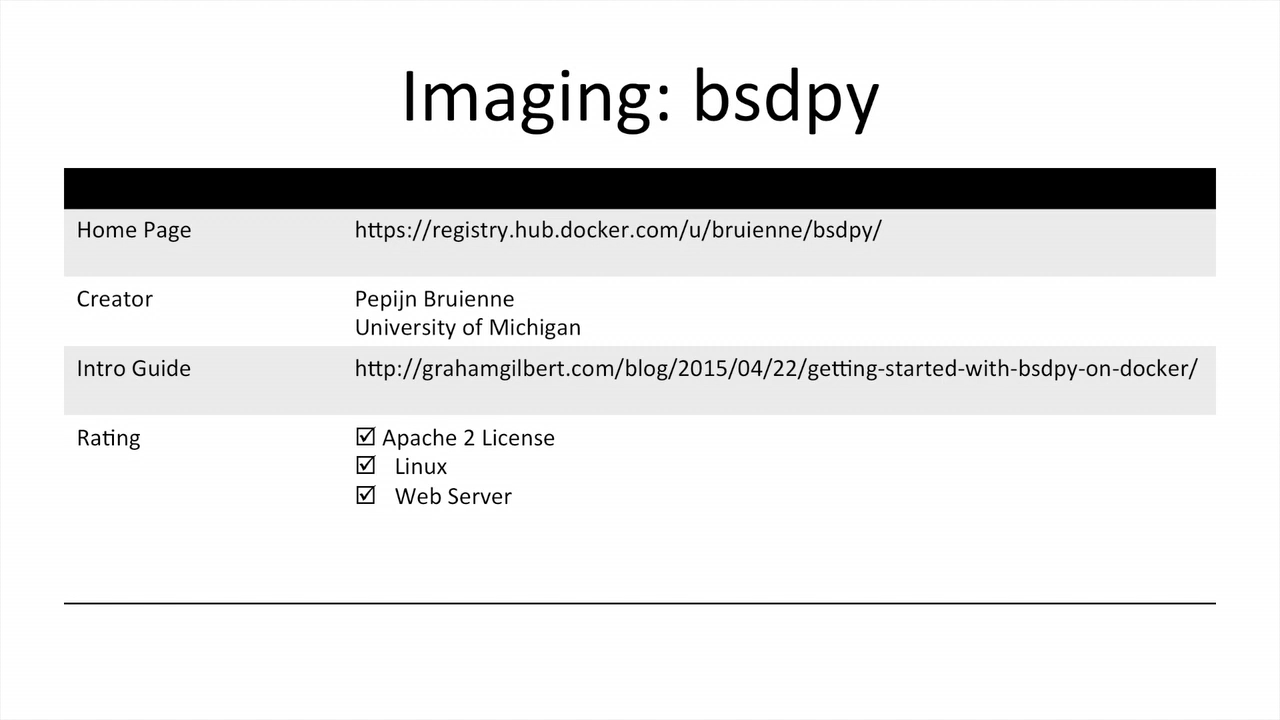 Imaging: bsdpy
Home Page
https://registry.hub.docker.com/u/bruienne/bsdpy/
Creator
Pepijn Bruienne
University of Michigan
Intro Guide
http://grahamgilbert.com/blog/2015/04/22/getting-started-with-bsdpy-on-docker/
Rating
☑ Apache 2 License
☑ Linux
☑ Web Server